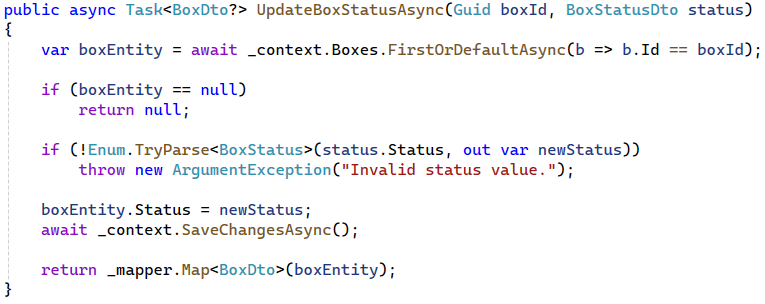 public async Task<BoxDto?> UpdateBoxStatusAsync(Guid boxId, BoxStatusDto status)
{
    var boxEntity = await _context.Boxes.FirstOrDefaultAsync(b => b.Id == boxId);

    if (boxEntity == null)
        return null;

    if (!Enum.TryParse<BoxStatus>(status.Status, out var newStatus))
        throw new ArgumentException("Invalid status value.");

    boxEntity.Status = newStatus;
    await _context.SaveChangesAsync();

    return _mapper.Map<BoxDto>(boxEntity);
}